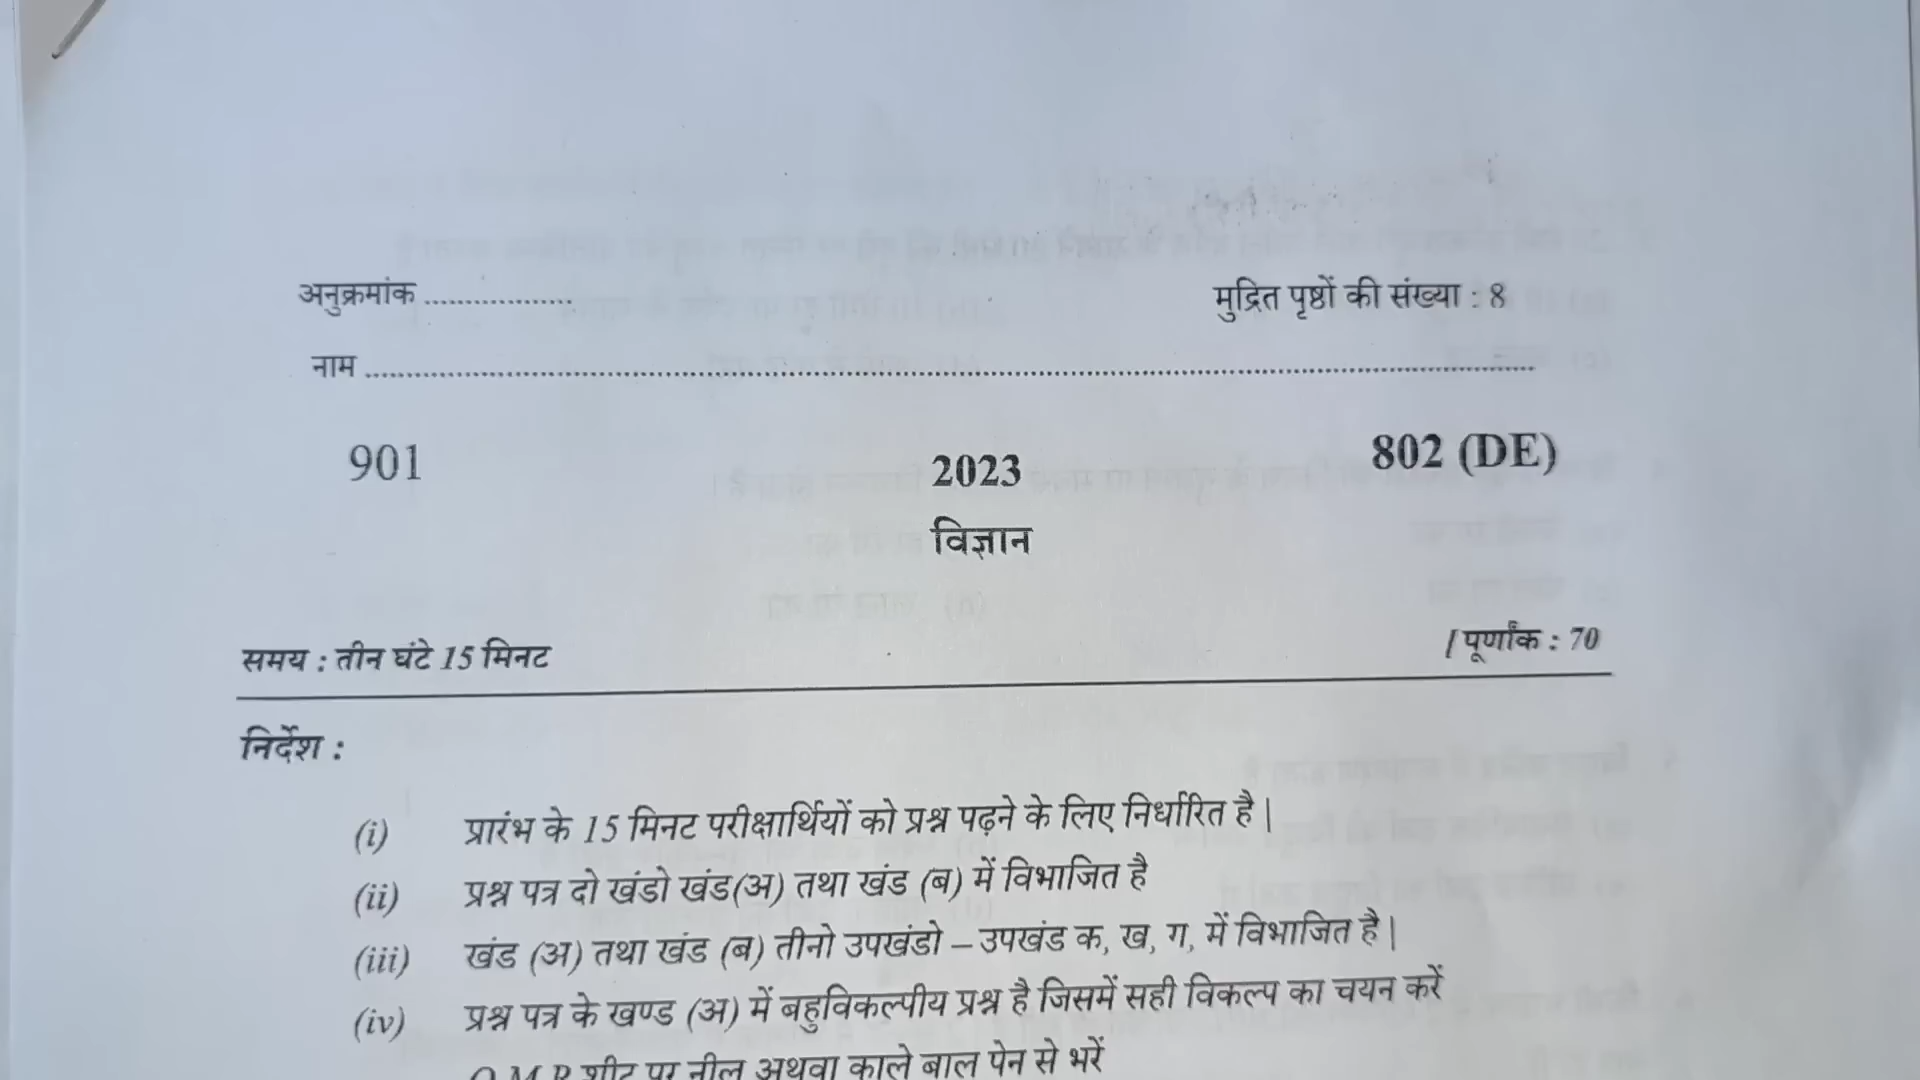 अनुक्रमांक ................. मुद्रित पृष्ठों की संख्या : 8
नाम ................................................................................
901 2023 802 (DE)
विज्ञान
समय : तीन घंटे 15 मिनट [ पूर्णांक : 70
निर्देश :
(i) प्रारंभ के 15 मिनट परीक्षार्थियों को प्रश्न पढ़ने के लिए निर्धारित है |
(ii) प्रश्न पत्र दो खंडो खंड(अ) तथा खंड (ब) में विभाजित है
(iii) खंड (अ) तथा खंड (ब) तीनो उपखंडो – उपखंड क, ख, ग, में विभाजित है |
(iv) प्रश्न पत्र के खण्ड (अ) में बहुविकल्पीय प्रश्न है जिसमें सही विकल्प का चयन करें
O.M.R शीट पर नील अथवा काले बाल पेन से भरें